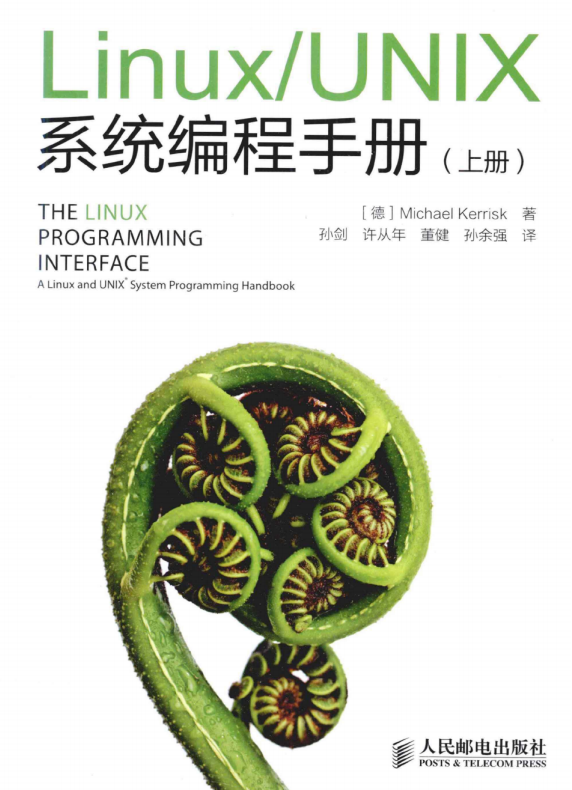 Linux/UNIX
系统编程手册（上册）
THE LINUX
PROGRAMMING
INTERFACE
A Linux and UNIX® System Programming Handbook
［德］Michael Kerrisk 著
孙剑 许从年 董健 孙余强 译
人民邮电出版社
POSTS & TELECOM PRESS